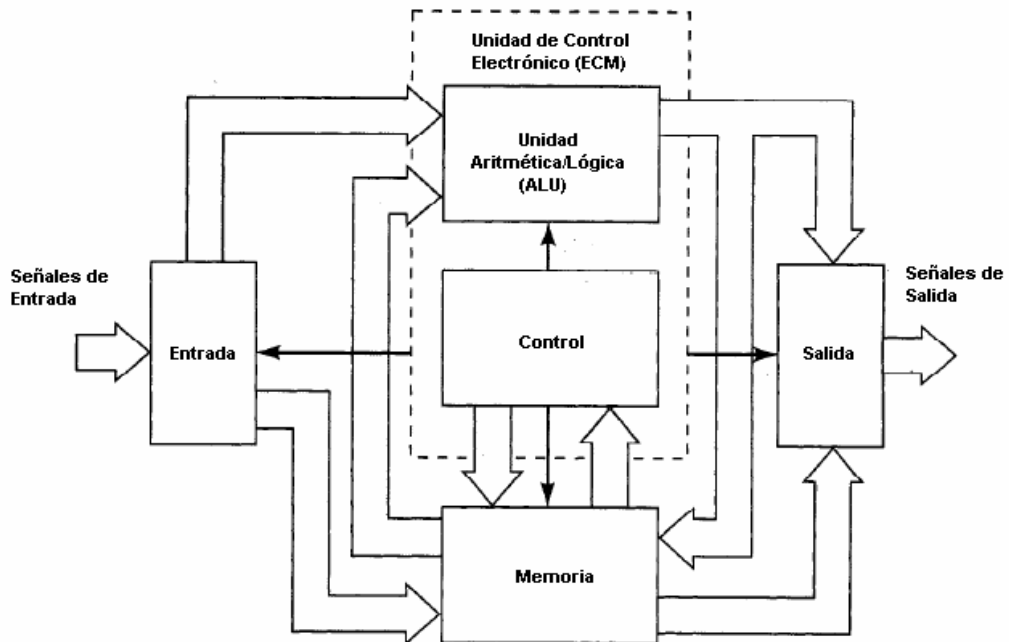 Unidad de Control
Electrónico (ECM)
Unidad
Aritmética/Lógica
(ALU)
Señales de
Entrada
Entrada
Control
Señales de
Salida
Salida
Memoria